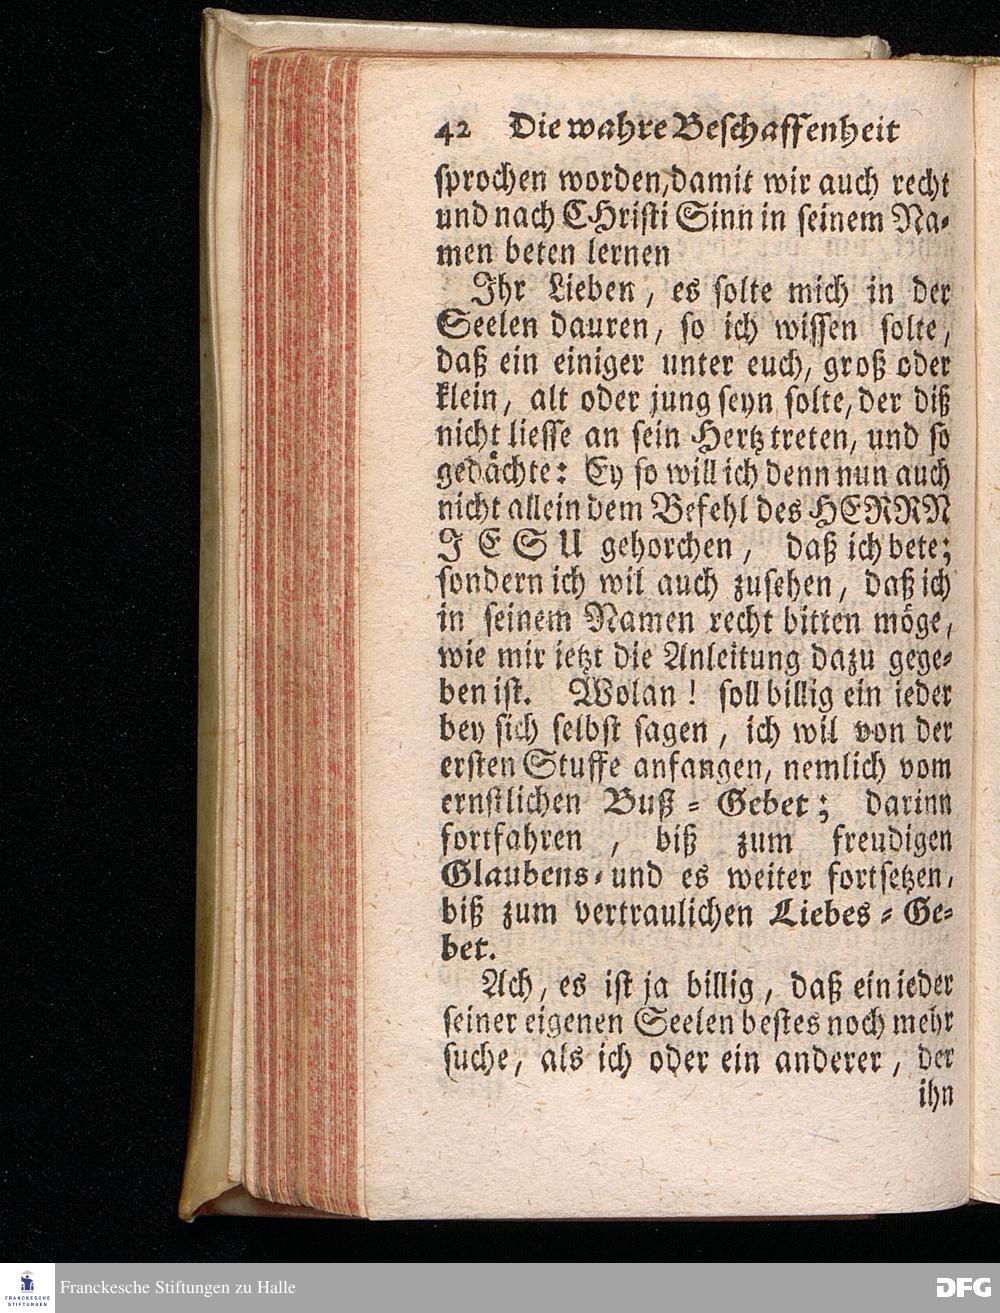 42 Die wahre Beschaffenheit
sprochen worden, damit wir auch recht
und nach CHristi Sinn in seinem Na-
men beten lernen
Ihr Lieben, es solte mich in der
Seelen dauren, so ich wissen solte,
daß ein einiger unter euch, groß oder
klein, alt oder jung seyn solte, der diß
nicht liesse an sein Hertz treten, und so
gedächte: Ey so will ich denn nun auch
nicht allein dem Befehl des HERRN
JESU gehorchen, daß ich bete;
sondern ich wil auch zusehen, daß ich
in seinem Namen recht bitten möge,
wie mir ietzt die Anleitung dazu gege-
ben ist. Wolan! soll billig ein ieder
bey sich selbst sagen, ich wil von der
ersten Stuffe anfangen, nemlich vom
ernstlichen Buß-Gebet; darinn
fortfahren, biß zum freudigen
Glaubens- und es weiter fortsetzen,
biß zum vertraulichen Liebes-Ge-
bet.
Ach, es ist ja billig, daß ein ieder
seiner eigenen Seelen bestes noch mehr
suche, als ich oder ein anderer, der
ihn
FRANCKESCHE
STIFTUNGEN
Franckesche Stiftungen zu Halle
DFG